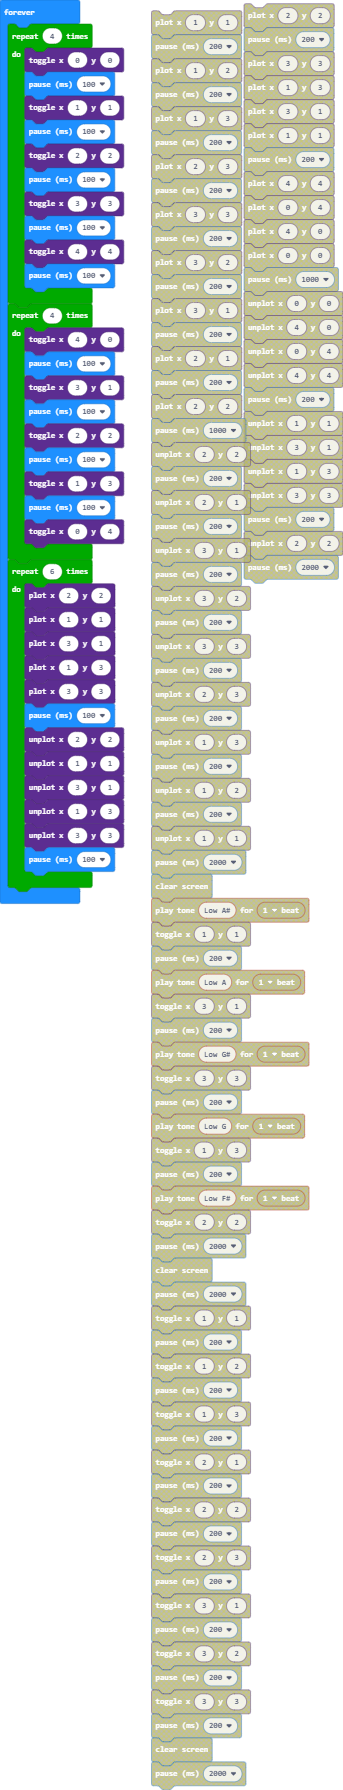 forever
repeat 4 times
do
toggle x 0 y 0
pause (ms) 100
toggle x 1 y 1
pause (ms) 100
toggle x 2 y 2
pause (ms) 100
toggle x 3 y 3
pause (ms) 100
toggle x 4 y 4
pause (ms) 100
repeat 4 times
do
toggle x 4 y 0
pause (ms) 100
toggle x 3 y 1
pause (ms) 100
toggle x 2 y 2
pause (ms) 100
toggle x 1 y 3
pause (ms) 100
toggle x 0 y 4
repeat 6 times
do
plot x 2 y 2
plot x 1 y 1
plot x 3 y 1
plot x 1 y 3
plot x 3 y 3
pause (ms) 100
unplot x 2 y 2
unplot x 1 y 1
unplot x 3 y 1
unplot x 1 y 3
unplot x 3 y 3
pause (ms) 100
plot x 1 y 1
pause (ms) 200
plot x 1 y 2
pause (ms) 200
plot x 1 y 3
pause (ms) 200
plot x 2 y 3
pause (ms) 200
plot x 3 y 3
pause (ms) 200
plot x 3 y 2
pause (ms) 200
plot x 3 y 1
pause (ms) 200
plot x 2 y 1
pause (ms) 200
plot x 2 y 2
pause (ms) 1000
unplot x 2 y 2
pause (ms) 200
unplot x 2 y 1
pause (ms) 200
unplot x 3 y 1
pause (ms) 200
unplot x 3 y 2
pause (ms) 200
unplot x 3 y 3
pause (ms) 200
unplot x 2 y 3
pause (ms) 200
unplot x 1 y 3
pause (ms) 200
unplot x 1 y 2
pause (ms) 200
unplot x 1 y 1
pause (ms) 2000
clear screen
play tone Low A# for 1 beat
toggle x 1 y 1
pause (ms) 200
play tone Low A for 1 beat
toggle x 3 y 1
pause (ms) 200
play tone Low G# for 1 beat
toggle x 3 y 3
pause (ms) 200
play tone Low G for 1 beat
toggle x 1 y 3
pause (ms) 200
play tone Low F# for 1 beat
toggle x 2 y 2
pause (ms) 2000
clear screen
pause (ms) 2000
toggle x 1 y 1
pause (ms) 200
toggle x 1 y 2
pause (ms) 200
toggle x 1 y 3
pause (ms) 200
toggle x 2 y 1
pause (ms) 200
toggle x 2 y 2
pause (ms) 200
toggle x 2 y 3
pause (ms) 200
toggle x 3 y 1
pause (ms) 200
toggle x 3 y 2
pause (ms) 200
toggle x 3 y 3
pause (ms) 200
clear screen
pause (ms) 2000
plot x 2 y 2
pause (ms) 200
plot x 3 y 3
plot x 1 y 3
plot x 3 y 1
plot x 1 y 1
pause (ms) 200
plot x 4 y 4
plot x 0 y 4
plot x 4 y 0
plot x 0 y 0
pause (ms) 1000
unplot x 0 y 0
unplot x 4 y 0
unplot x 0 y 4
unplot x 4 y 4
pause (ms) 200
unplot x 1 y 1
unplot x 3 y 1
unplot x 1 y 3
unplot x 3 y 3
pause (ms) 200
unplot x 2 y 2
pause (ms) 2000